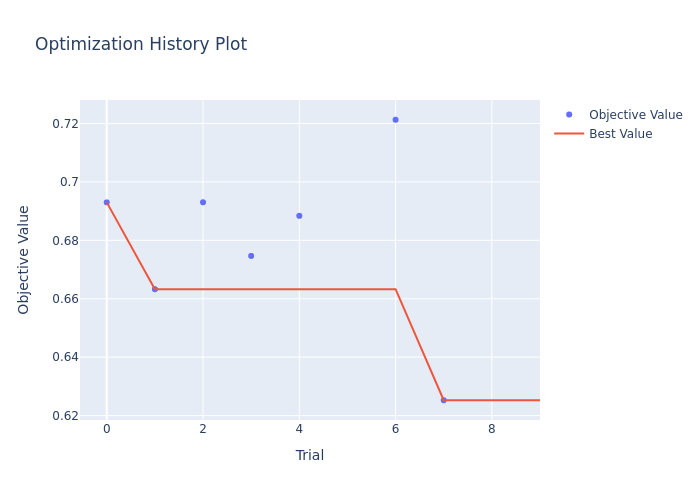 Optimization History Plot
Objective Value
Best Value
0.72
0.7
0.68
0.66
0.64
0.62
Objective Value
0
2
4
6
8
Trial